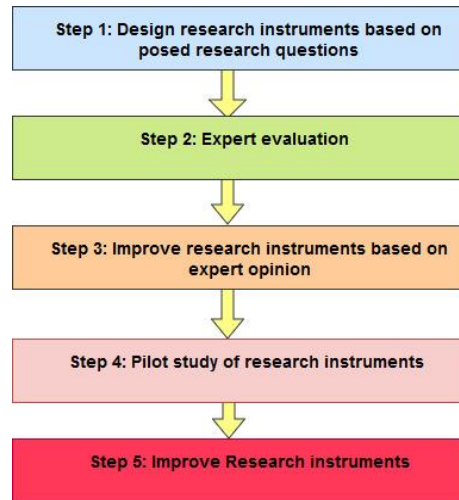 Step 1: Design research instruments based on
posed research questions
Step 2: Expert evaluation
Step 3: Improve research instruments based on
expert opinion
Step 4: Pilot study of research instruments
Step 5: Improve Research instruments